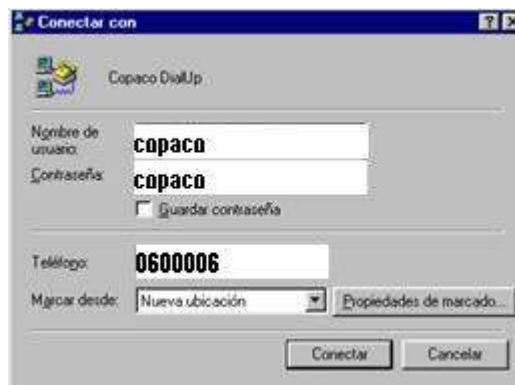 Conectar con
Copaco DialUp
Nombre de
usuario:
copaco
Contraseña:
copaco
Guardar contraseña
Teléfono:
0600006
Marcar desde:
Nueva ubicación
Propiedades de marcado...
Conectar
Cancelar